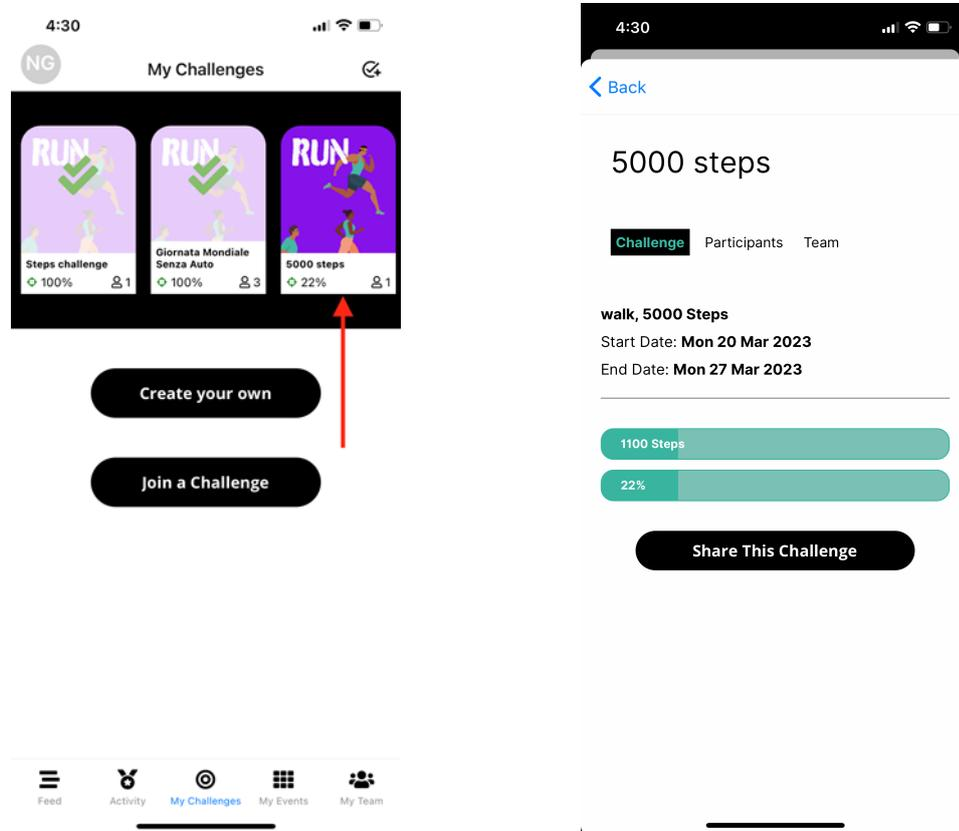 4:30
NG
My Challenges
RUN
RUN
RUN
Steps challenge
100%
1
Giornata Mondiale
Senza Auto
100%
3
5000 steps
22%
1
Create your own
Join a Challenge
Feed
Activity
My Challenges
My Events
My Team
4:30
Back
5000 steps
Challenge
Participants
Team
walk, 5000 Steps
Start Date: Mon 20 Mar 2023
End Date: Mon 27 Mar 2023
1100 Steps
22%
Share This Challenge